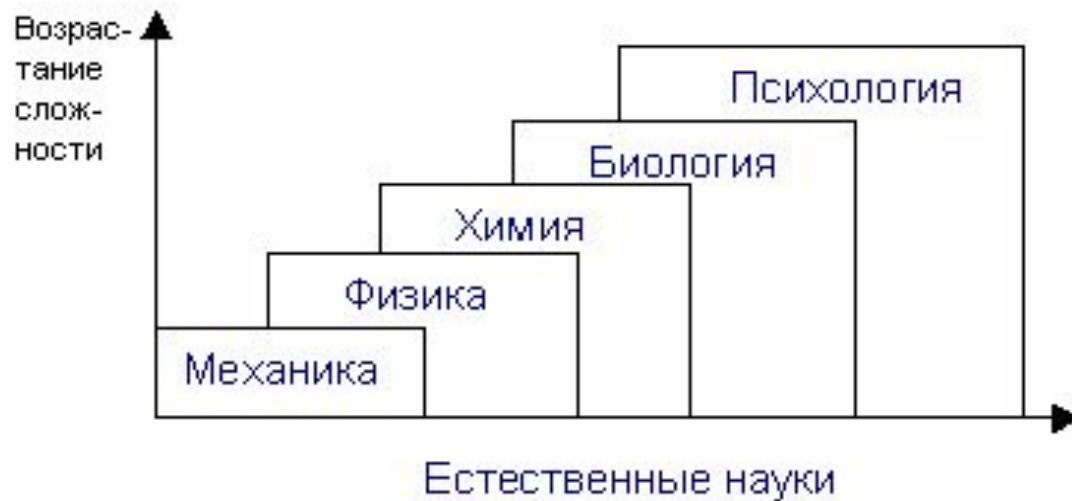 Возрас-
тание
слож-
ности
Психология
Биология
Химия
Физика
Механика
Естественные науки